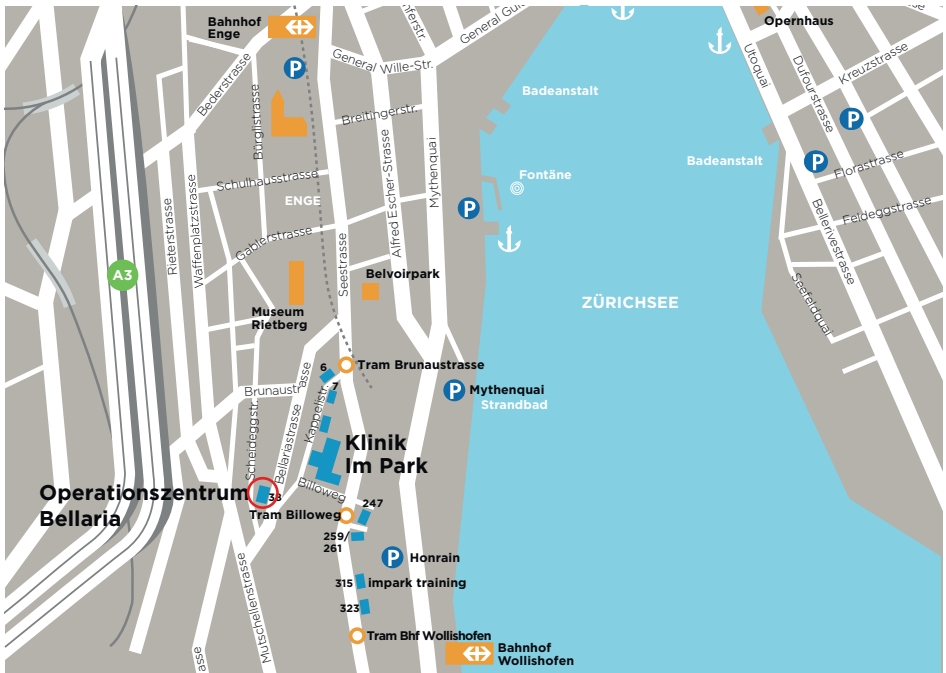 Bahnhof
Enge
P
General Wille-Str.
General Gui
Opernhaus
Utoquai
Dufourstrasse
Kreuzstrasse
Bederstrasse
Bürglistrasse
Badeanstalt
Breitingerstr.
P
P
Badeanstalt
Florastrasse
Schulhausstrasse
ENGE
Fontäne
Mythenquai
Alfred Escher-Strasse
P
Rieterstrasse
Waffenplatzstrasse
Gablerstrasse
Seestrasse
Feldeggstrasse
Bellerivestrasse
Seefeldquai
A3
Belvoirpark
Museum
Rietberg
ZÜRICHSEE
6
Tram Brunaustrasse
7
Brunaustrasse
P
Mythenquai
Strandbad
Scheideggstr.
Bellariastrasse
Kappelistr.
Klinik
Im Park
Operationszentrum
Bellaria
38
Billoweg
247
Tram Billoweg
259/
261
P
Honrain
315
impark training
323
Mutschellenstrasse
Tram Bhf Wollishofen
asse
Bahnhof
Wollishofen